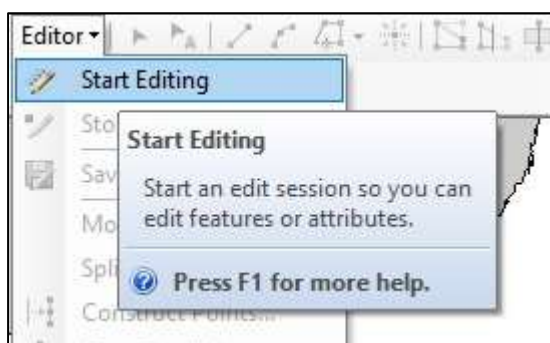 Editor
Start Editing
Sto
Start Editing
Sav
Start an edit session so you can
edit features or attributes.
Mo
Spli
Press F1 for more help.
Construct Points...